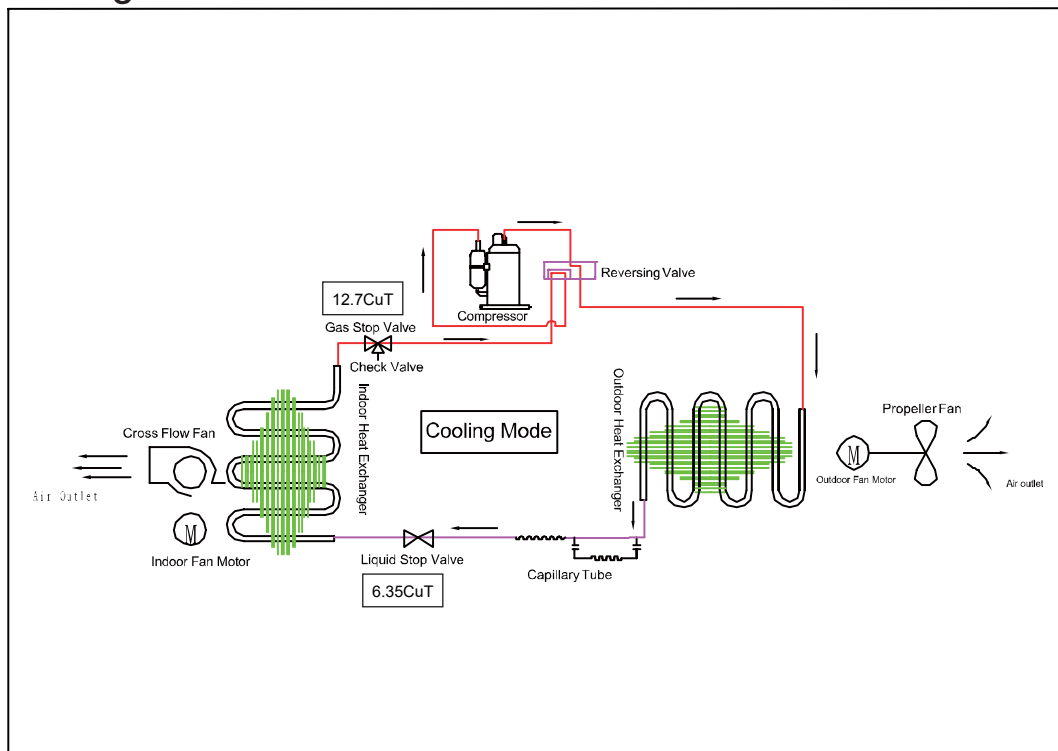 Reversing Valve
Compressor
12.7CuT
Gas Stop Valve
Check Valve
Indoor Heat Exchanger
Outdoor Heat Exchanger
Cooling Mode
Propeller Fan
Cross Flow Fan
M
Outdoor Fan Motor
Air outlet
Air Outlet
M
Indoor Fan Motor
Liquid Stop Valve
Capillary Tube
6.35CuT